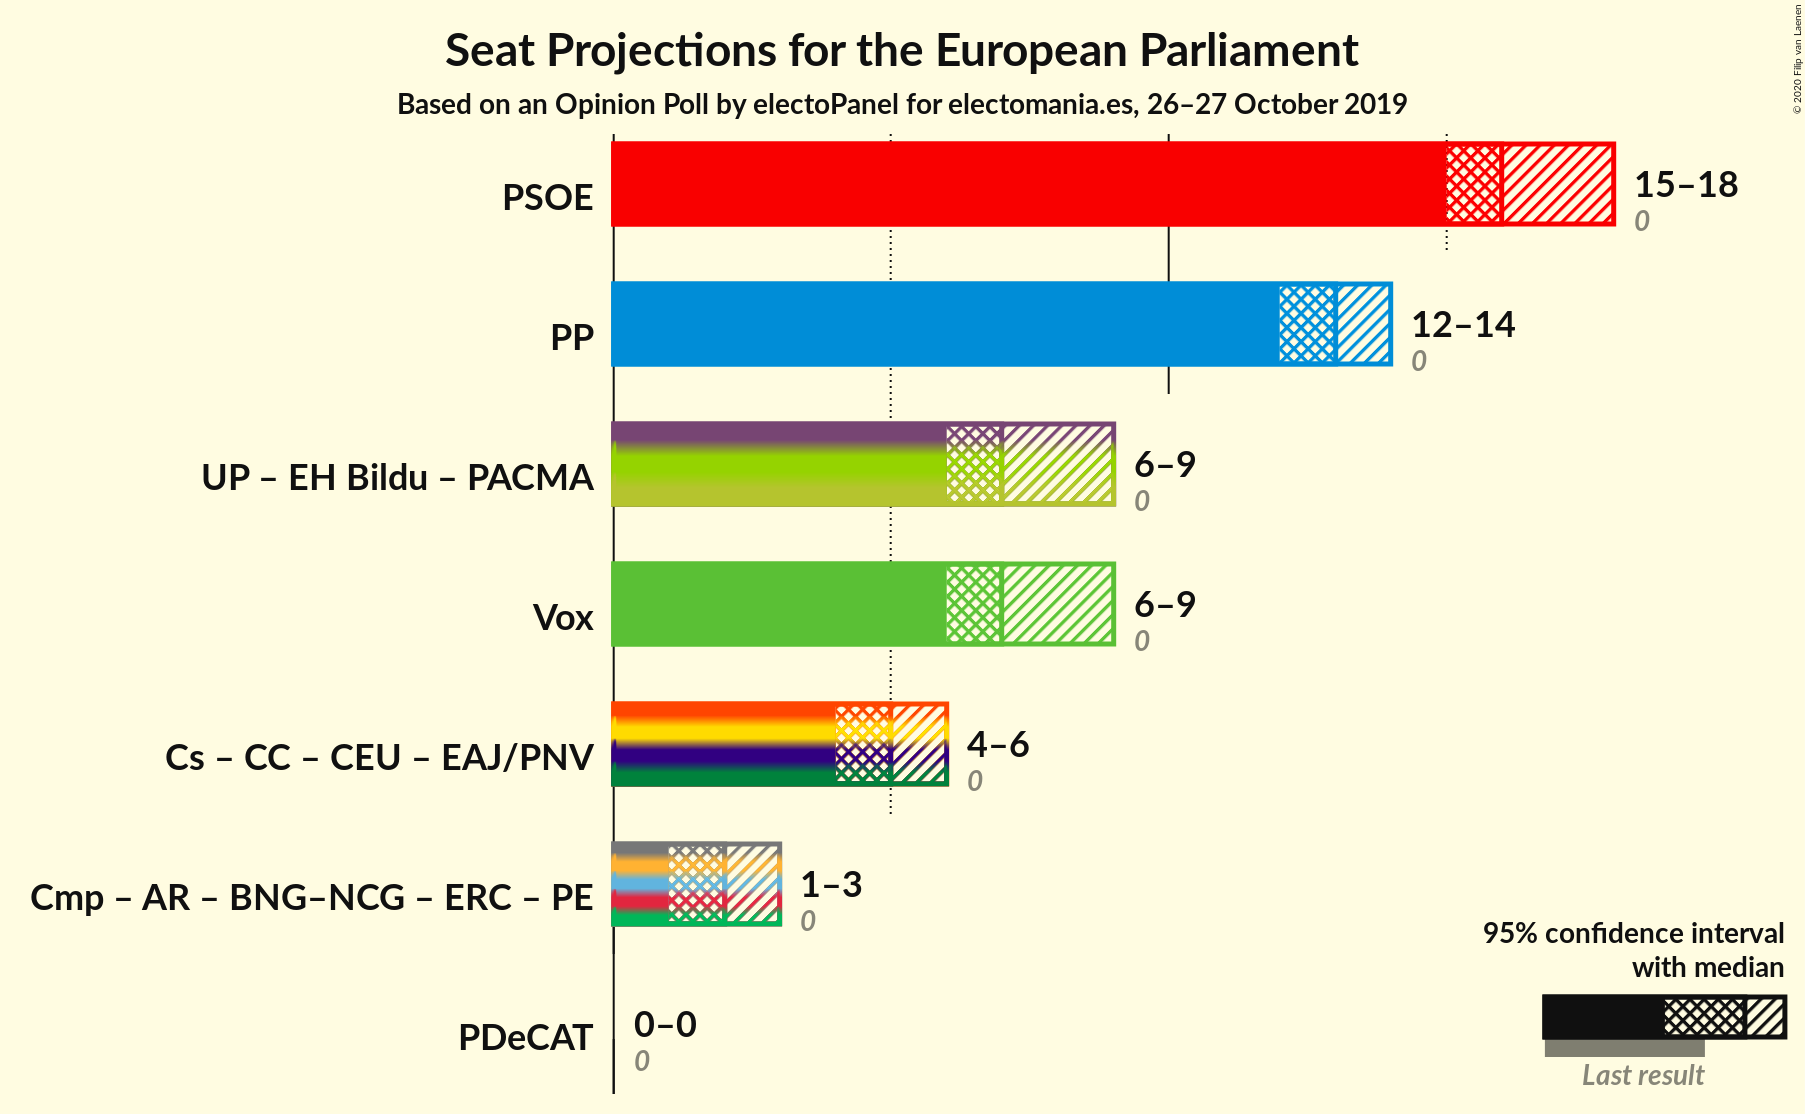 Seat Projections for the European Parliament
Based on an Opinion Poll by electoPanel for electomania.es, 26–27 October 2019
© 2020 Filip van Laenen
PSOE
15–18
0
PP
12–14
0
UP – EH Bildu – PACMA
6–9
0
Vox
6–9
0
Cs – CC – CEU – EAJ/PNV
4–6
0
Cmp – AR – BNG–NCG – ERC – PE
1–3
0
PDeCAT
0–0
0
95% confidence interval
with median
Last result